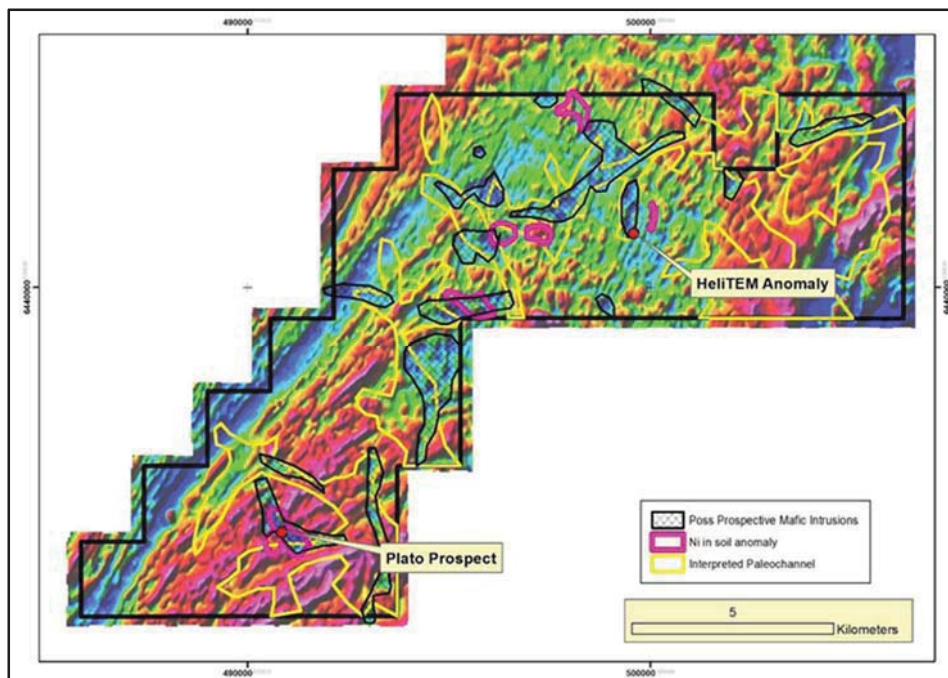 490000
500000
6440000
6440000
HeliTEM Anomaly
Plato Prospect
Poss Prospective Mafic Intrusions
Ni in soil anomaly
Interpreted Paleochannel
5
Kilometers
490000
500000